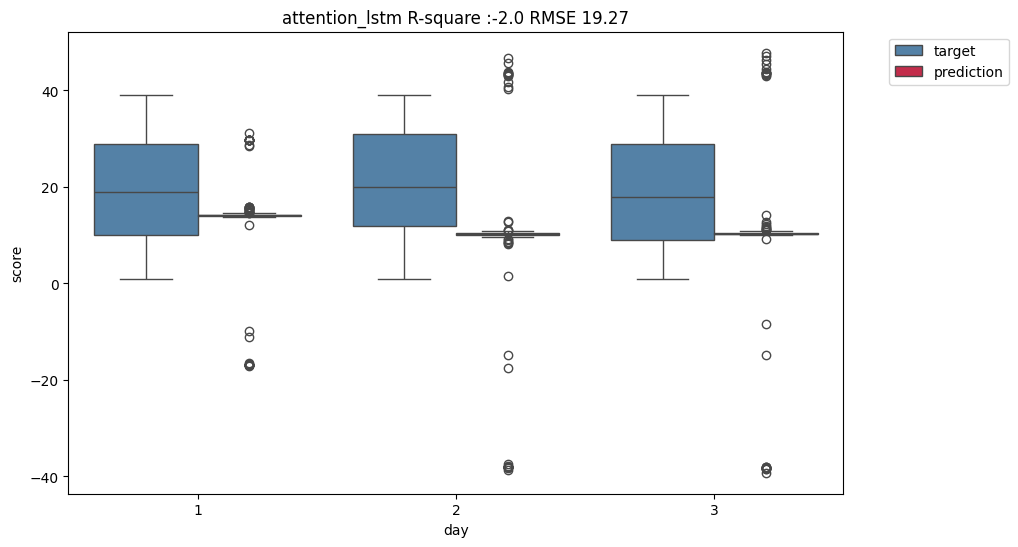 attention_lstm R-square :-2.0 RMSE 19.27
target
prediction
score
40
20
0
−20
−40
1
2
3
day